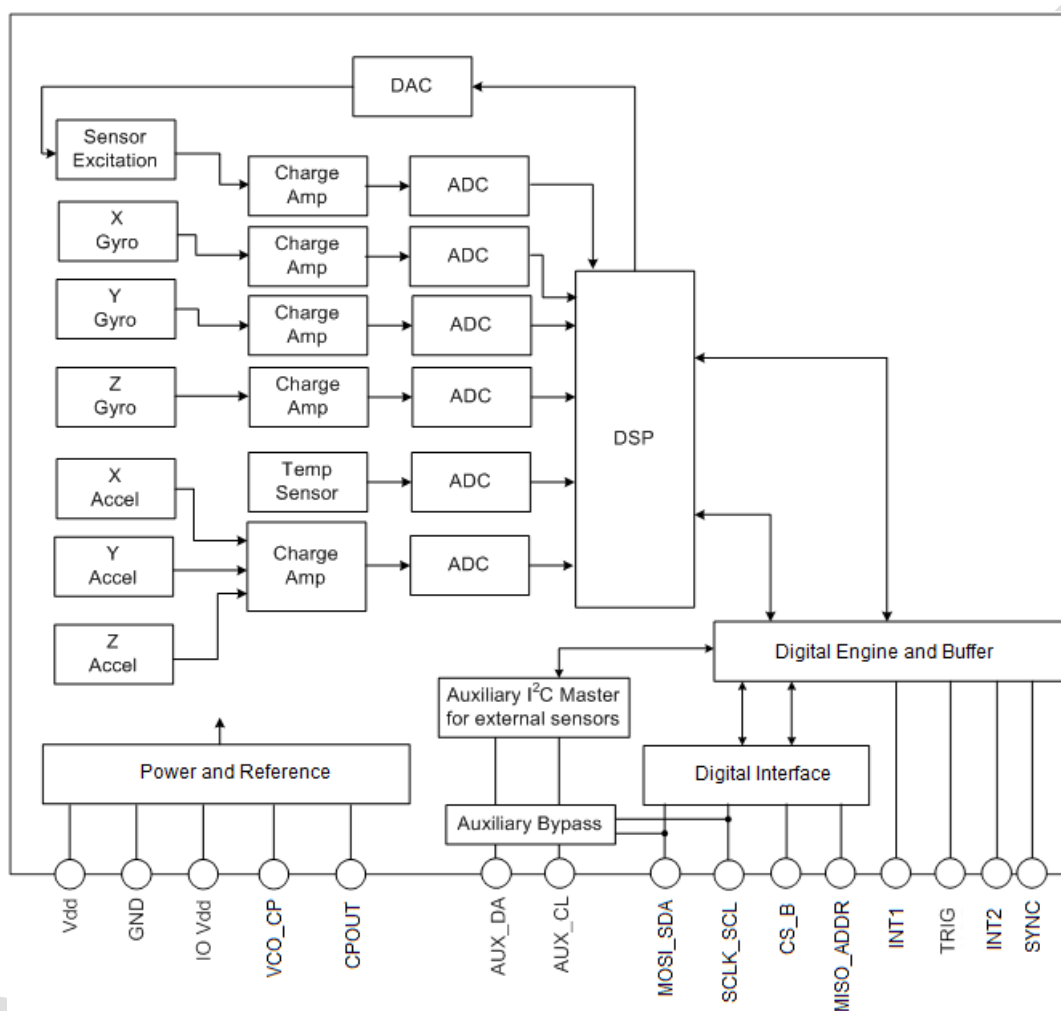 DAC
Sensor
Excitation
Charge
Amp
ADC
X
Gyro
Charge
Amp
ADC
Y
Gyro
Charge
Amp
ADC
Z
Gyro
Charge
Amp
ADC
DSP
Temp
Sensor
ADC
X
Accel
Y
Accel
Charge
Amp
ADC
Z
Accel
Digital Engine and Buffer
Auxiliary I²C Master
for external sensors
Power and Reference
Digital Interface
Auxiliary Bypass
Vdd
GND
IO Vdd
VCO_CP
CPOUT
AUX_DA
AUX_CL
MOSI_SDA
SCLK_SCL
CS_B
MISO_ADDR
INT1
TRIG
INT2
SYNC